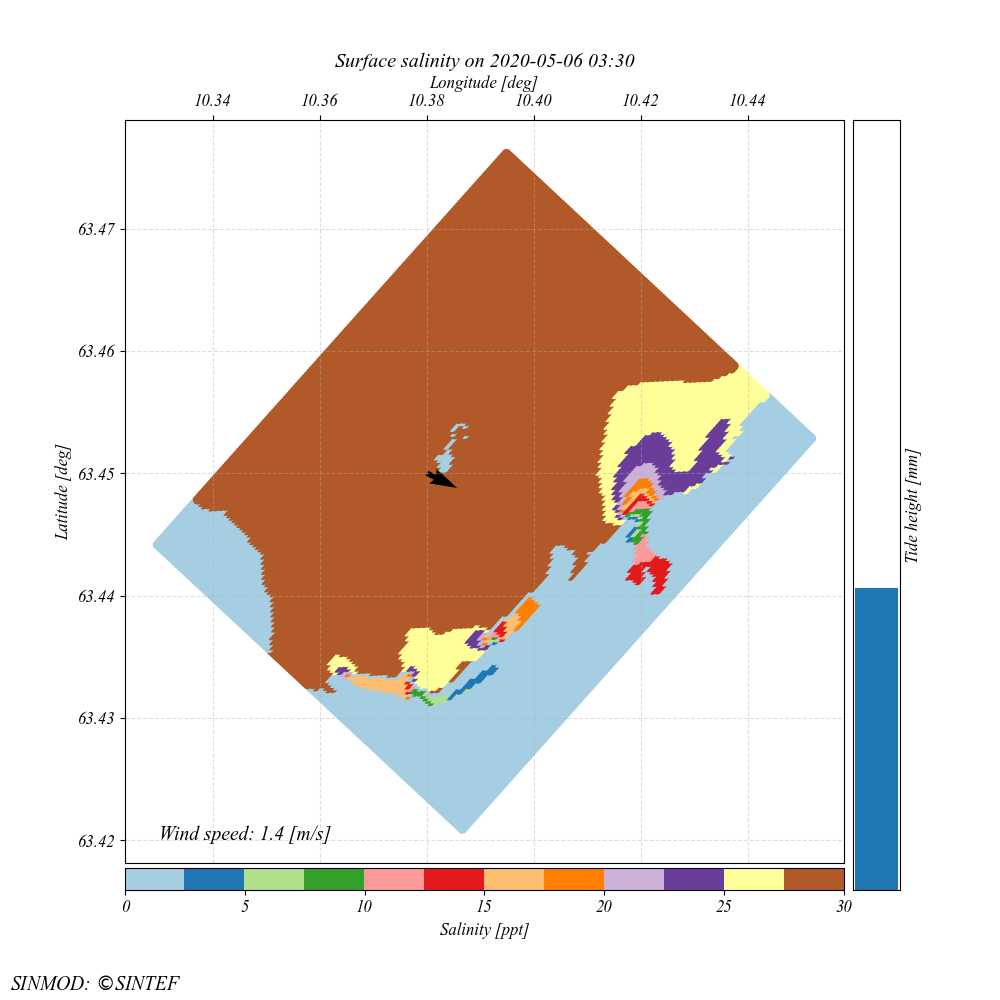 Surface salinity on 2020-05-06 03:30
Longitude [deg]
10.34 10.36 10.38 10.40 10.42 10.44
63.47
63.46
63.45
63.44
63.43
63.42
Latitude [deg]
Tide height [mm]
Wind speed: 1.4 [m/s]
0 5 10 15 20 25 30
Salinity [ppt]
SINMOD: ©SINTEF